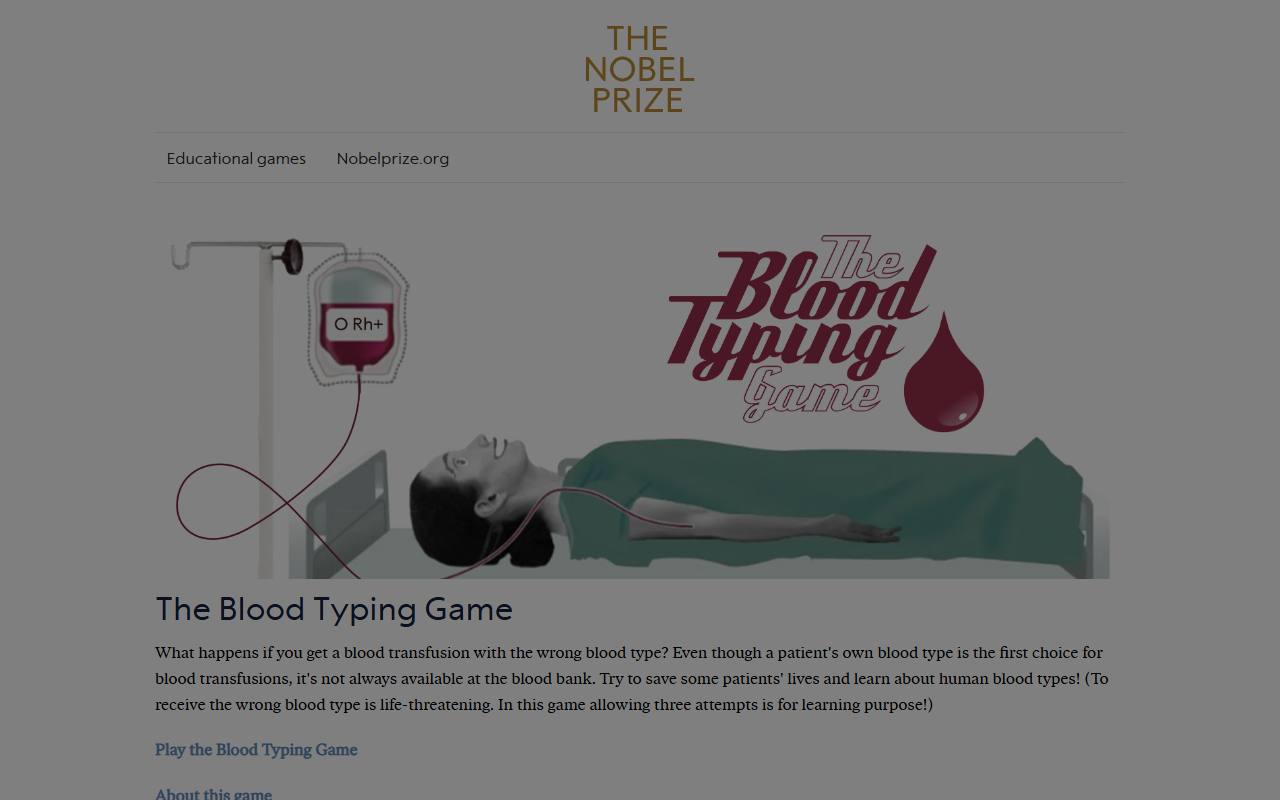 THE
NOBEL
PRIZE
Educational games
Nobelprize.org
O Rh+
The
Blood
Typing
Game
The Blood Typing Game
What happens if you get a blood transfusion with the wrong blood type? Even though a patient's own blood type is the first choice for
blood transfusions, it's not always available at the blood bank. Try to save some patients' lives and learn about human blood types! (To
receive the wrong blood type is life-threatening. In this game allowing three attempts is for learning purpose!)
Play the Blood Typing Game
About this game